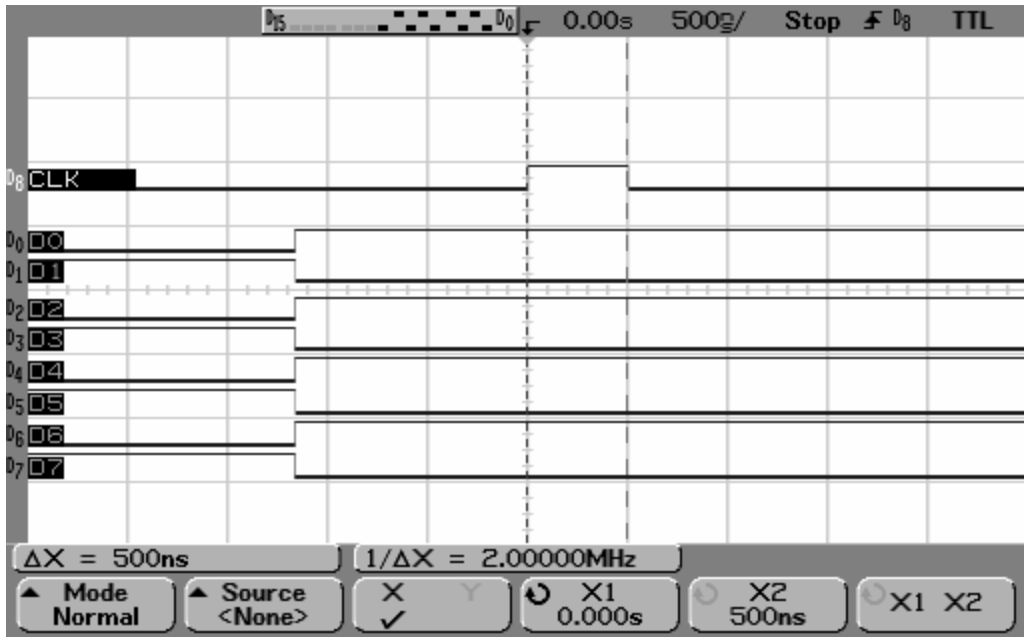 D15 D0 0.00s 500ns/ Stop D8 TTL
D8 CLK
D0 D0
D1 D1
D2 D2
D3 D3
D4 D4
D5 D5
D6 D6
D7 D7
ΔX = 500ns 1/ΔX = 2.00000MHz
Mode Source X Y X1 X2 X1 X2
Normal <None> ✓ 0.000s 500ns